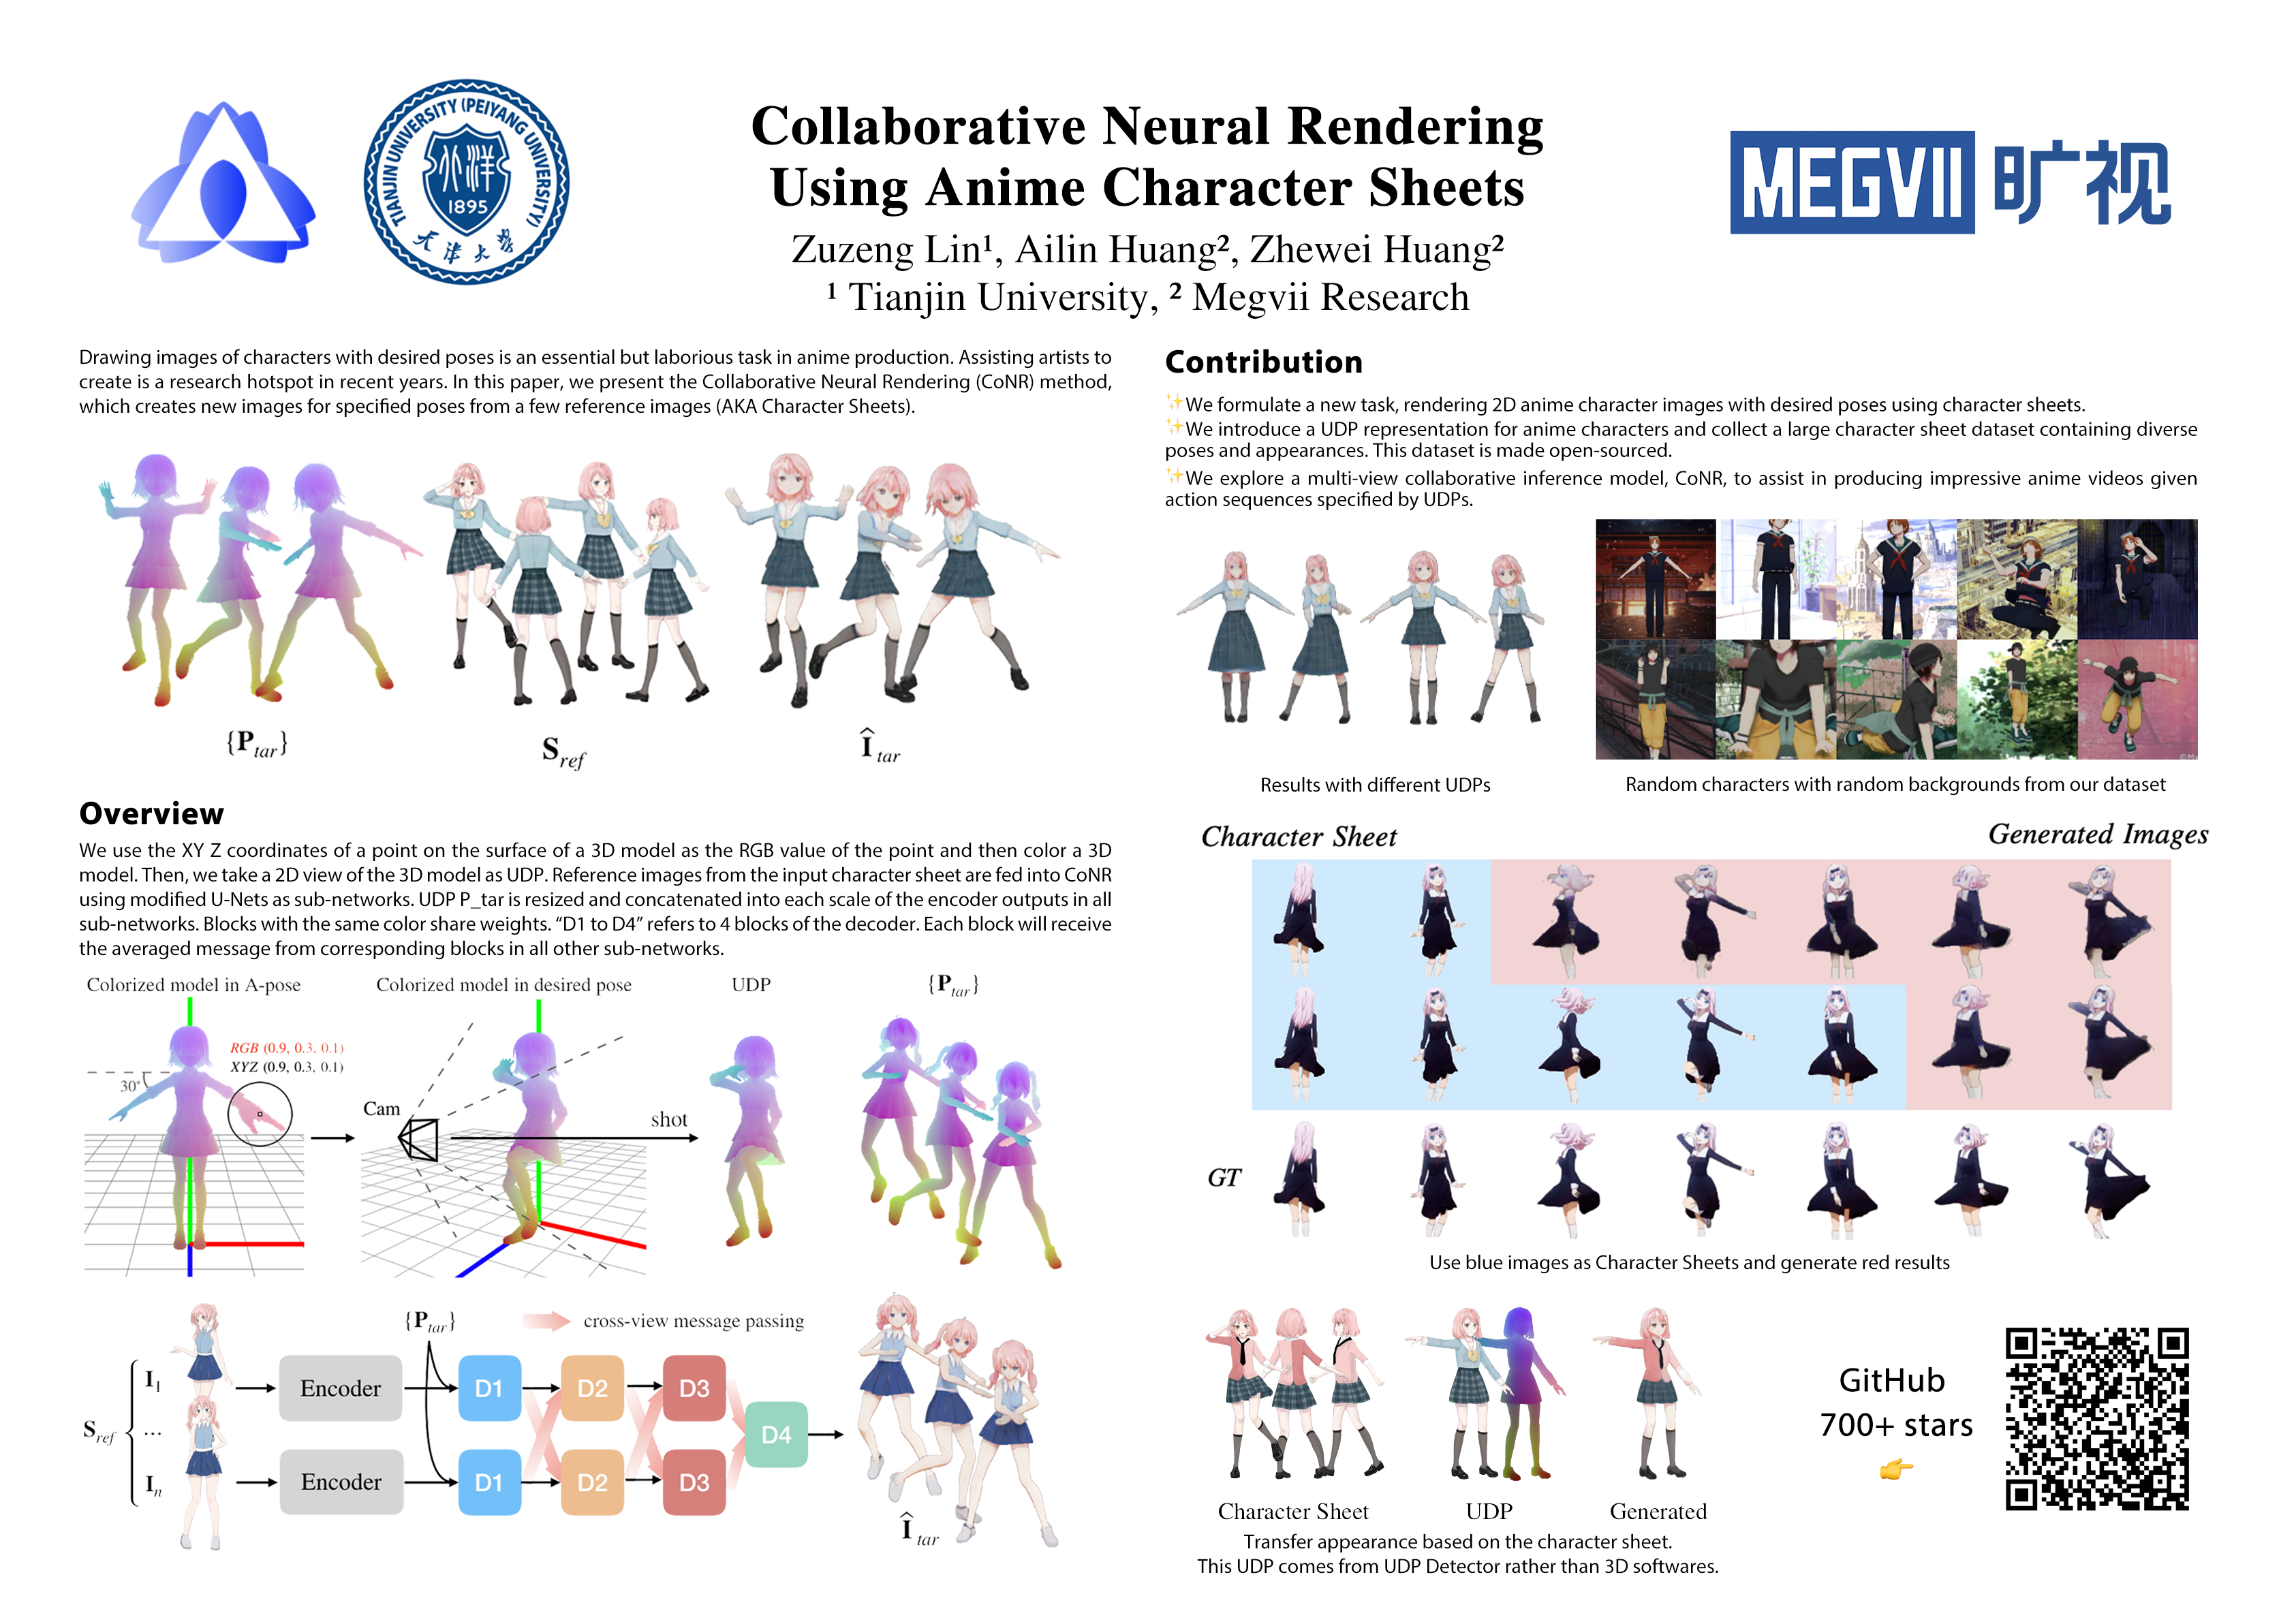 TIANJIN UNIVERSITY (PEIYANG UNIVERSITY)
北洋
1895
天津大学
Collaborative Neural Rendering
Using Anime Character Sheets
Zuzeng Lin¹, Ailin Huang², Zhewei Huang²
¹ Tianjin University, ² Megvii Research
MEGVII 旷视
Drawing images of characters with desired poses is an essential but laborious task in anime production. Assisting artists to
create is a research hotspot in recent years. In this paper, we present the Collaborative Neural Rendering (CoNR) method,
which creates new images for specified poses from a few reference images (AKA Character Sheets).
{P_tar}
S_ref
Î_tar
Overview
We use the XY Z coordinates of a point on the surface of a 3D model as the RGB value of the point and then color a 3D
model. Then, we take a 2D view of the 3D model as UDP. Reference images from the input character sheet are fed into CoNR
using modified U-Nets as sub-networks. UDP P_tar is resized and concatenated into each scale of the encoder outputs in all
sub-networks. Blocks with the same color share weights. “D1 to D4” refers to 4 blocks of the decoder. Each block will receive
the averaged message from corresponding blocks in all other sub-networks.
Colorized model in A-pose
Colorized model in desired pose
UDP
{P_tar}
RGB (0.9, 0.3, 0.1)
XYZ (0.9, 0.3, 0.1)
30°
Cam
shot
{P_tar}
cross-view message passing
S_ref
I_1
...
I_n
Encoder
D1
D2
D3
D4
Encoder
D1
D2
D3
Î_tar
Contribution
✨We formulate a new task, rendering 2D anime character images with desired poses using character sheets.
✨We introduce a UDP representation for anime characters and collect a large character sheet dataset containing diverse
poses and appearances. This dataset is made open-sourced.
✨We explore a multi-view collaborative inference model, CoNR, to assist in producing impressive anime videos given
action sequences specified by UDPs.
Results with different UDPs
Random characters with random backgrounds from our dataset
Character Sheet
Generated Images
GT
Use blue images as Character Sheets and generate red results
Character Sheet
UDP
Generated
Transfer appearance based on the character sheet.
This UDP comes from UDP Detector rather than 3D softwares.
GitHub
700+ stars
👉